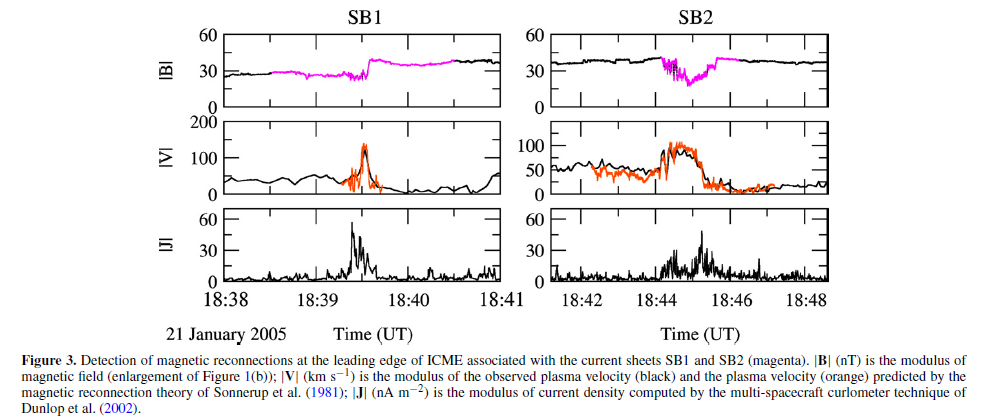 SB1 SB2
60 60
|B| 30 30
0 0
200
|V| 100 100
50
0 0
60 60
|J| 30 30
0 0
18:38 18:39 18:40 18:41 18:42 18:44 18:46 18:48
21 January 2005 Time (UT) Time (UT)
Figure 3. Detection of magnetic reconnections at the leading edge of ICME associated with the current sheets SB1 and SB2 (magenta). |B| (nT) is the modulus of
magnetic field (enlargement of Figure 1(b)); |V| (km s−1) is the modulus of the observed plasma velocity (black) and the plasma velocity (orange) predicted by the
magnetic reconnection theory of Sonnerup et al. (1981); |J| (nA m−2) is the modulus of current density computed by the multi-spacecraft curlometer technique of
Dunlop et al. (2002).